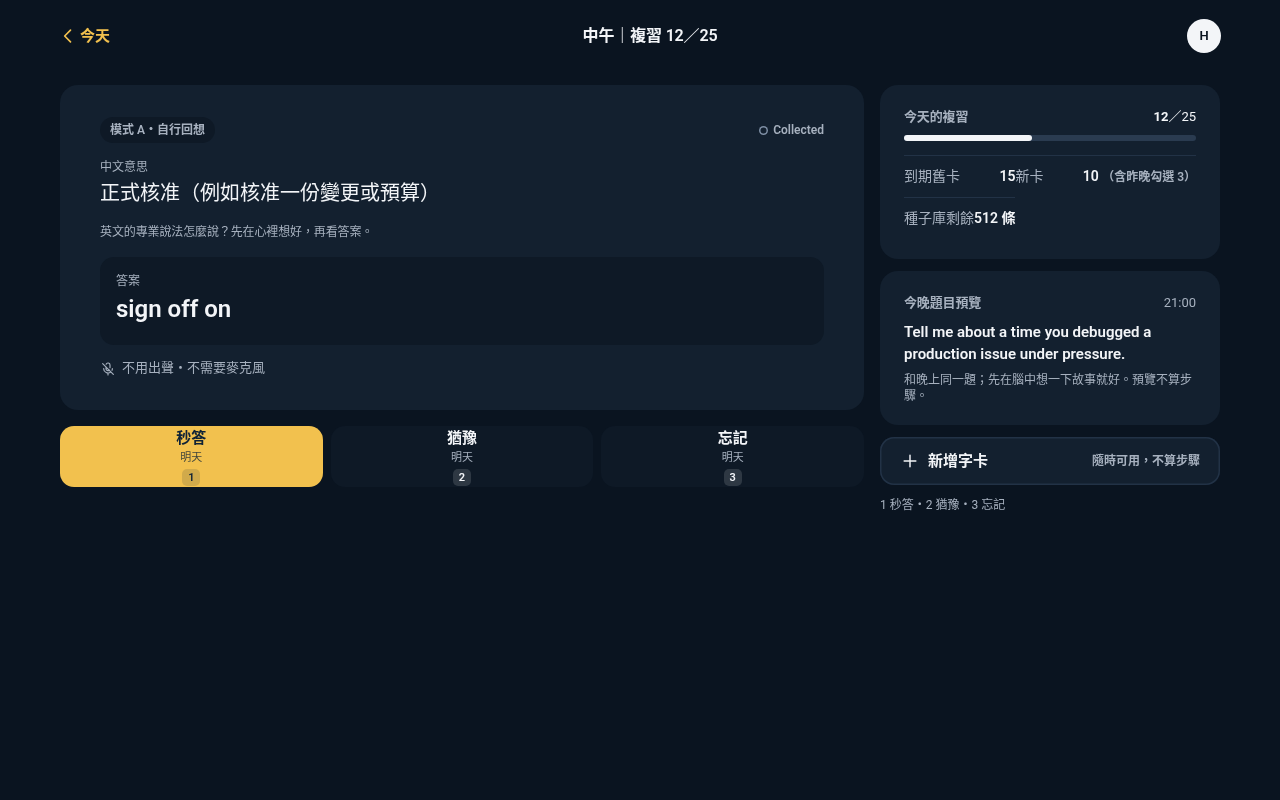 今天
中午｜複習 12／25
H
模式 A・自行回想
Collected
中文意思
正式核准（例如核准一份變更或預算）
英文的專業說法怎麼說？先在心裡想好，再看答案。
答案
sign off on
不用出聲・不需要麥克風
秒答
明天
1
猶豫
明天
2
忘記
明天
3
今天的複習
12／25
到期舊卡 15 新卡 10 （含昨晚勾選 3）
種子庫剩餘 512 條
今晚題目預覽
21:00
Tell me about a time you debugged a
production issue under pressure.
和晚上同一題；先在腦中想一下故事就好。預覽不算步
驟。
新增字卡
隨時可用，不算步驟
1 秒答・2 猶豫・3 忘記